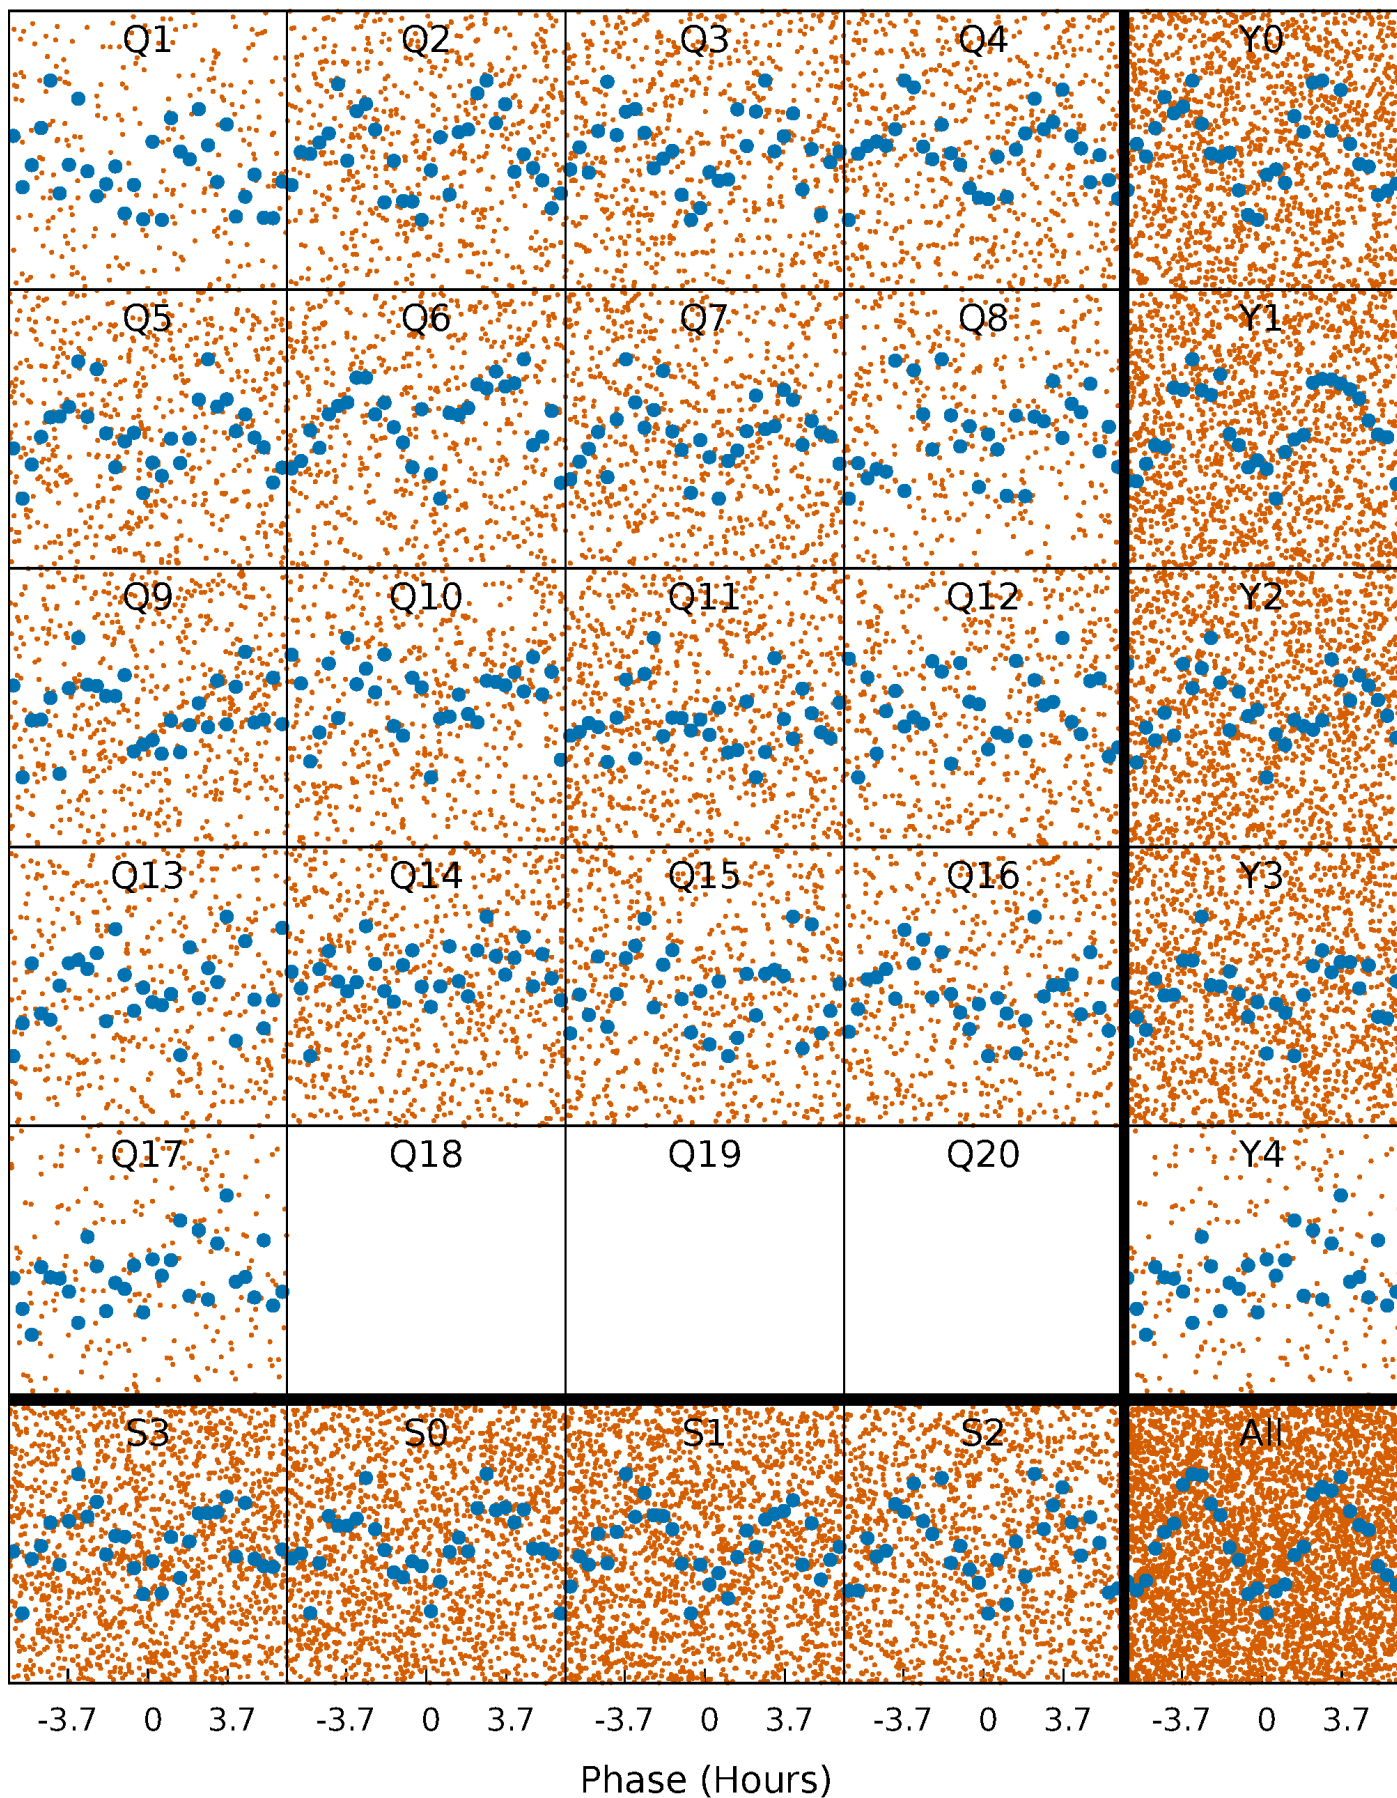 Q1 Q2 Q3 Q4 Y0
Q5 Q6 Q7 Q8 Y1
Q9 Q10 Q11 Q12 Y2
Q13 Q14 Q15 Q16 Y3
Q17 Q18 Q19 Q20 Y4
S3 S0 S1 S2 All
-3.7 0 3.7 -3.7 0 3.7 -3.7 0 3.7 -3.7 0 3.7 -3.7 0 3.7
Phase (Hours)